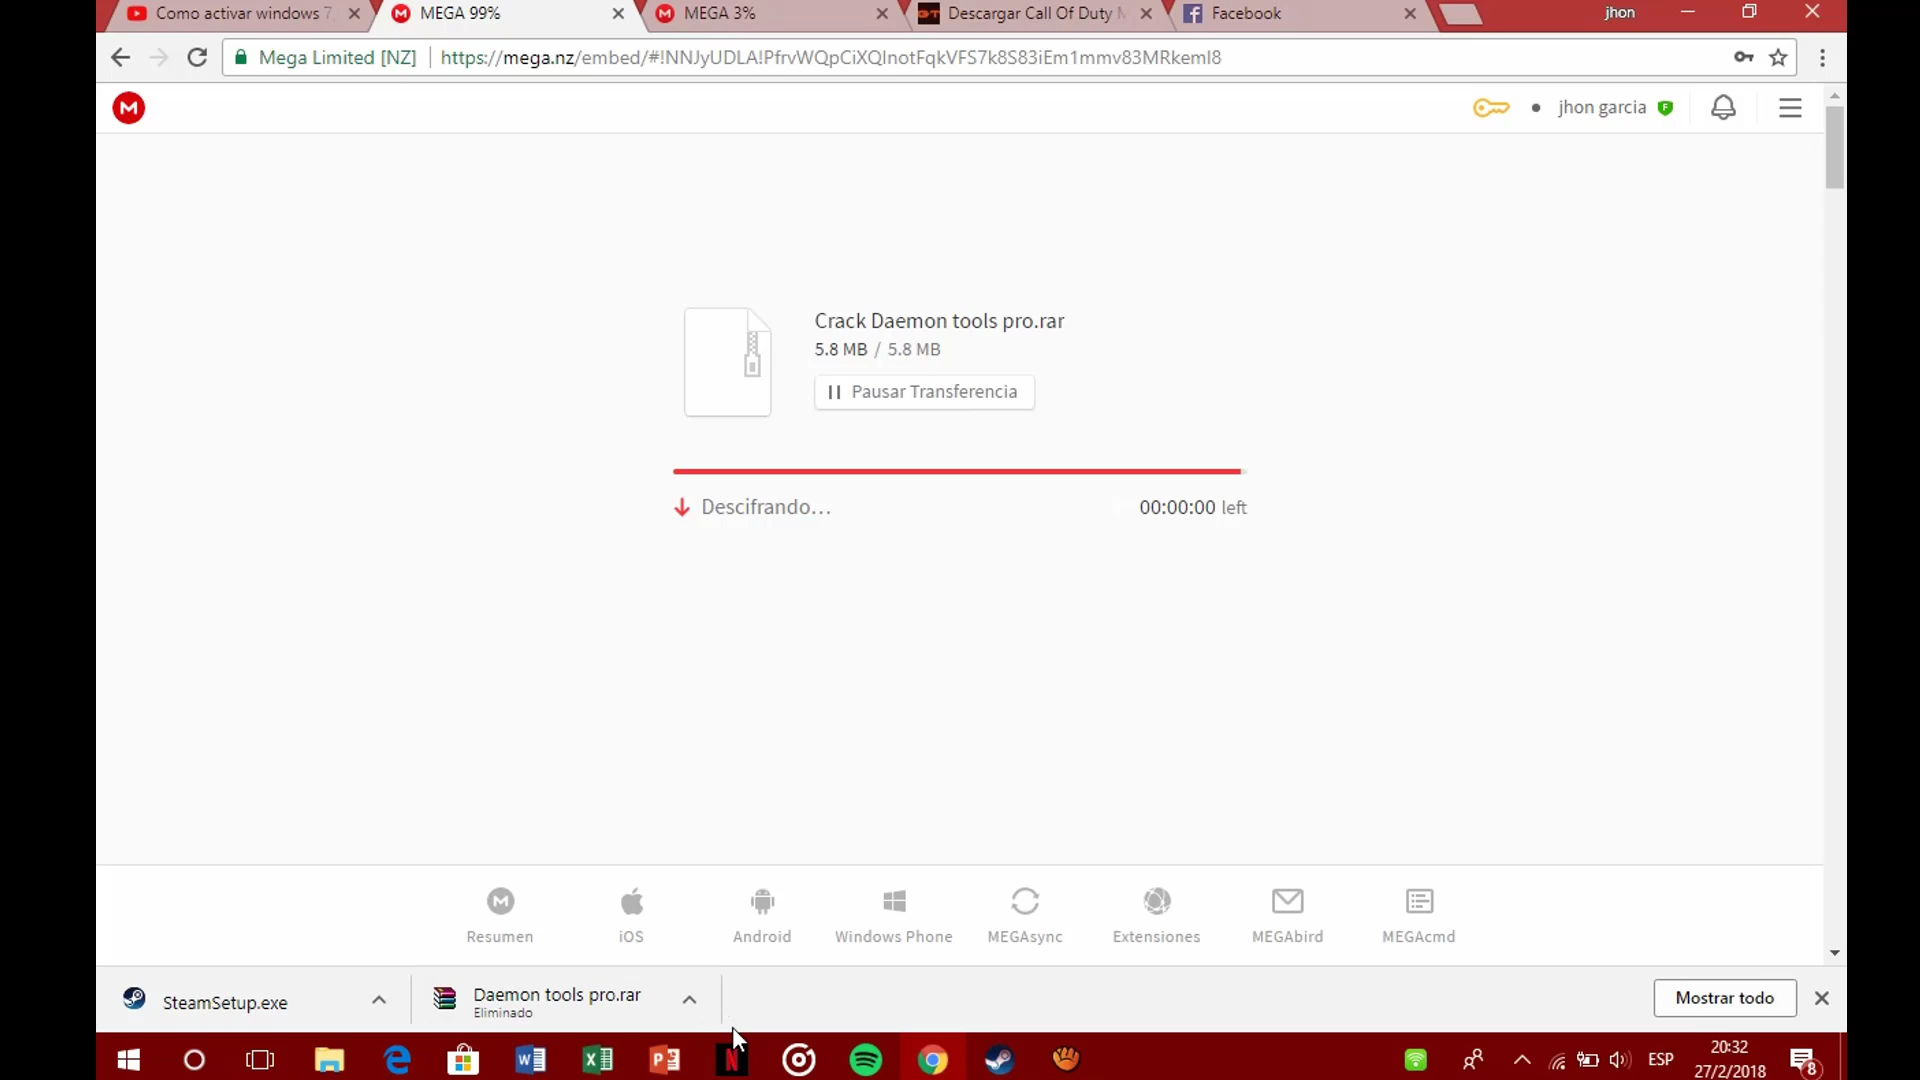 Como activar windows 7
MEGA 99%
MEGA 3%
Descargar Call Of Duty M
Facebook
jhon
Mega Limited [NZ]
https://mega.nz/embed/#!NNJyUDLA!PfrvWQpCiXQInotFqkVFS7k8S83iEm1mmv83MRkemI8
jhon garcia
Crack Daemon tools pro.rar
5.8 MB / 5.8 MB
Pausar Transferencia
Descifrando...
00:00:00 left
Resumen
iOS
Android
Windows Phone
MEGAsync
Extensiones
MEGAbird
MEGAcmd
SteamSetup.exe
Daemon tools pro.rar
Eliminado
Mostrar todo
ESP
20:32
27/2/2018
8